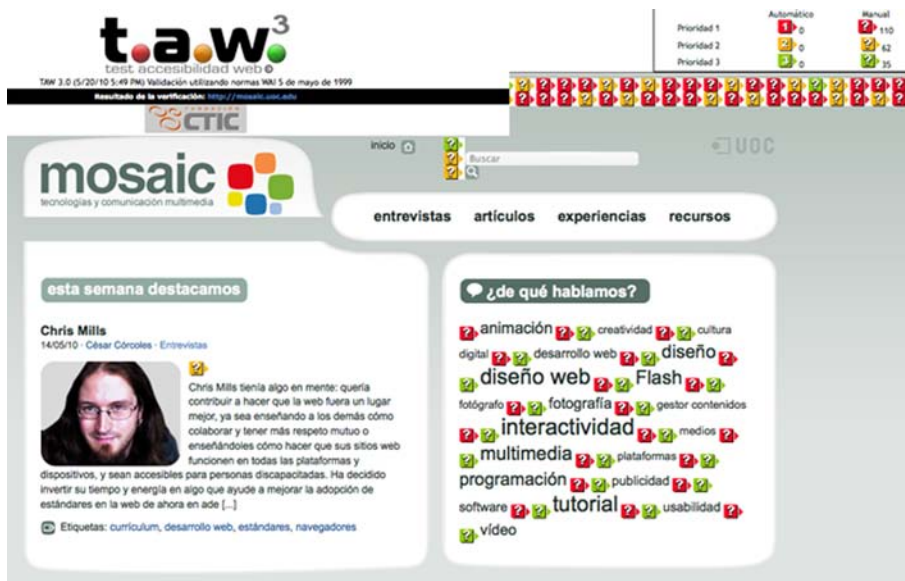 t.a.w3
test accesibilidad web ©
TAW 3.0 (5/20/10 5:49 PM) Validación utilizando normas WAI 5 de mayo de 1999
Resultado de la verificación: http://mosaic.uoc.edu
FUNDACIÓN
CTIC
Automático Manual
Prioridad 1 1 0 ? 110
Prioridad 2 2 0 ? 62
Prioridad 3 3 0 ? 35
inicio
Buscar
UOC
mosaic
tecnologías y comunicación multimedia
entrevistas artículos experiencias recursos
esta semana destacamos
Chris Mills
14/05/10 · César Córcoles · Entrevistas
Chris Mills tienía algo en mente: quería
contribuir a hacer que la web fuera un lugar
mejor, ya sea enseñando a los demás cómo
colaborar y tener más respeto mutuo o
enseñándoles cómo hacer que sus sitios web
funcionen en todas las plataformas y
dispositivos, y sean accesibles para personas discapacitadas. Ha decidido
invertir su tiempo y energía en algo que ayude a mejorar la adopción de
estándares en la web de ahora en ade [...]
Etiquetas: currículum, desarrollo web, estándares, navegadores
¿de qué hablamos?
? animación ? ? creatividad ? ? cultura
digital ? ? desarrollo web ? ? diseño ?
? diseño web ? ? Flash ? ?
fotógrafo ? ? fotografía ? ? gestor contenidos
? ? interactividad ? ? medios ?
? multimedia ? ? plataformas ? ?
programación ? ? publicidad ? ?
software ? ? tutorial ? ? usabilidad ?
? vídeo